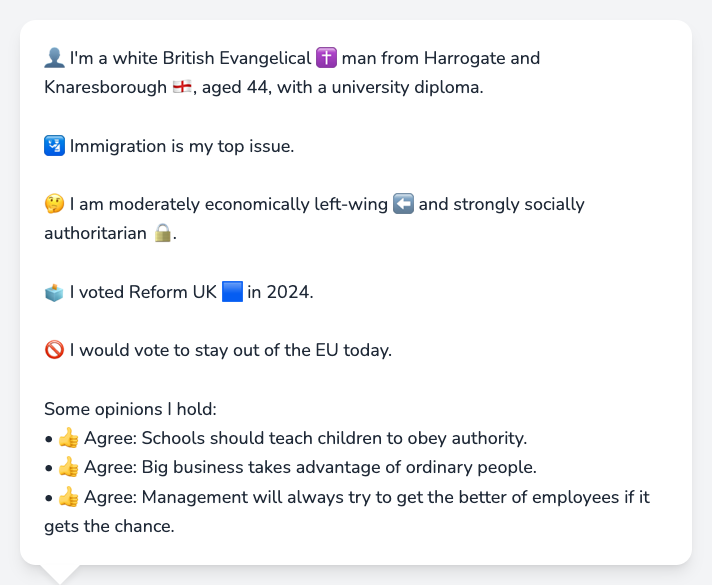 👤 I'm a white British Evangelical ✝️ man from Harrogate and
Knaresborough 🏴󠁧󠁢󠁥󠁮󠁧󠁿, aged 44, with a university diploma.
🛂 Immigration is my top issue.
🤔 I am moderately economically left-wing ⬅️ and strongly socially
authoritarian 🔒.
🗳️ I voted Reform UK 🟦 in 2024.
🚫 I would vote to stay out of the EU today.
Some opinions I hold:
• 👍 Agree: Schools should teach children to obey authority.
• 👍 Agree: Big business takes advantage of ordinary people.
• 👍 Agree: Management will always try to get the better of employees if it
gets the chance.